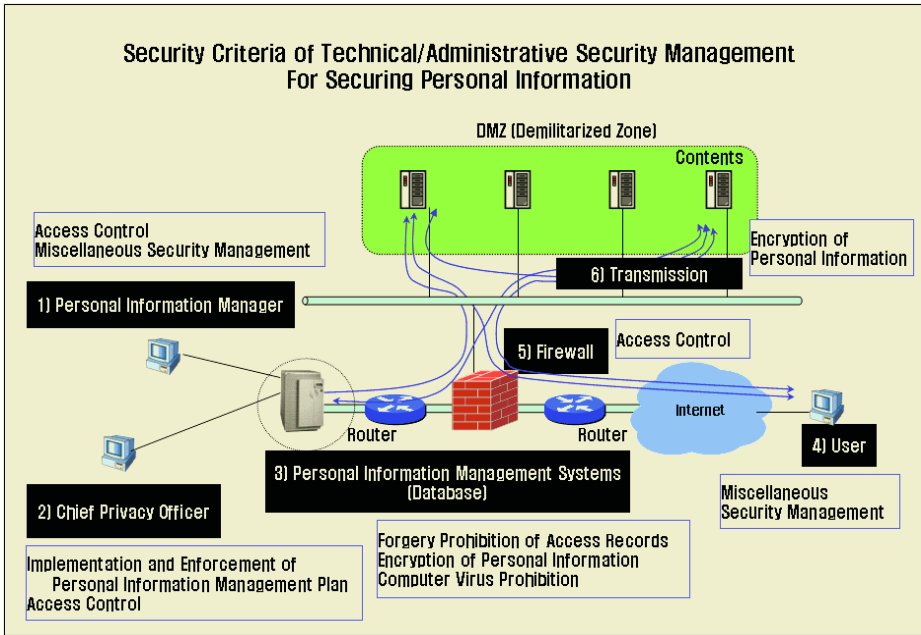 Security Criteria of Technical/Administrative Security Management
For Securing Personal Information
DMZ (Demilitarized Zone)
Contents
Access Control
Miscellaneous Security Management
Encryption of
Personal Information
6) Transmission
1) Personal Information Manager
5) Firewall
Access Control
Internet
Router
Router
4) User
3) Personal Information Management Systems
(Database)
2) Chief Privacy Officer
Miscellaneous
Security Management
Forgery Prohibition of Access Records
Encryption of Personal Information
Computer Virus Prohibition
Implementation and Enforcement of
Personal Information Management Plan
Access Control